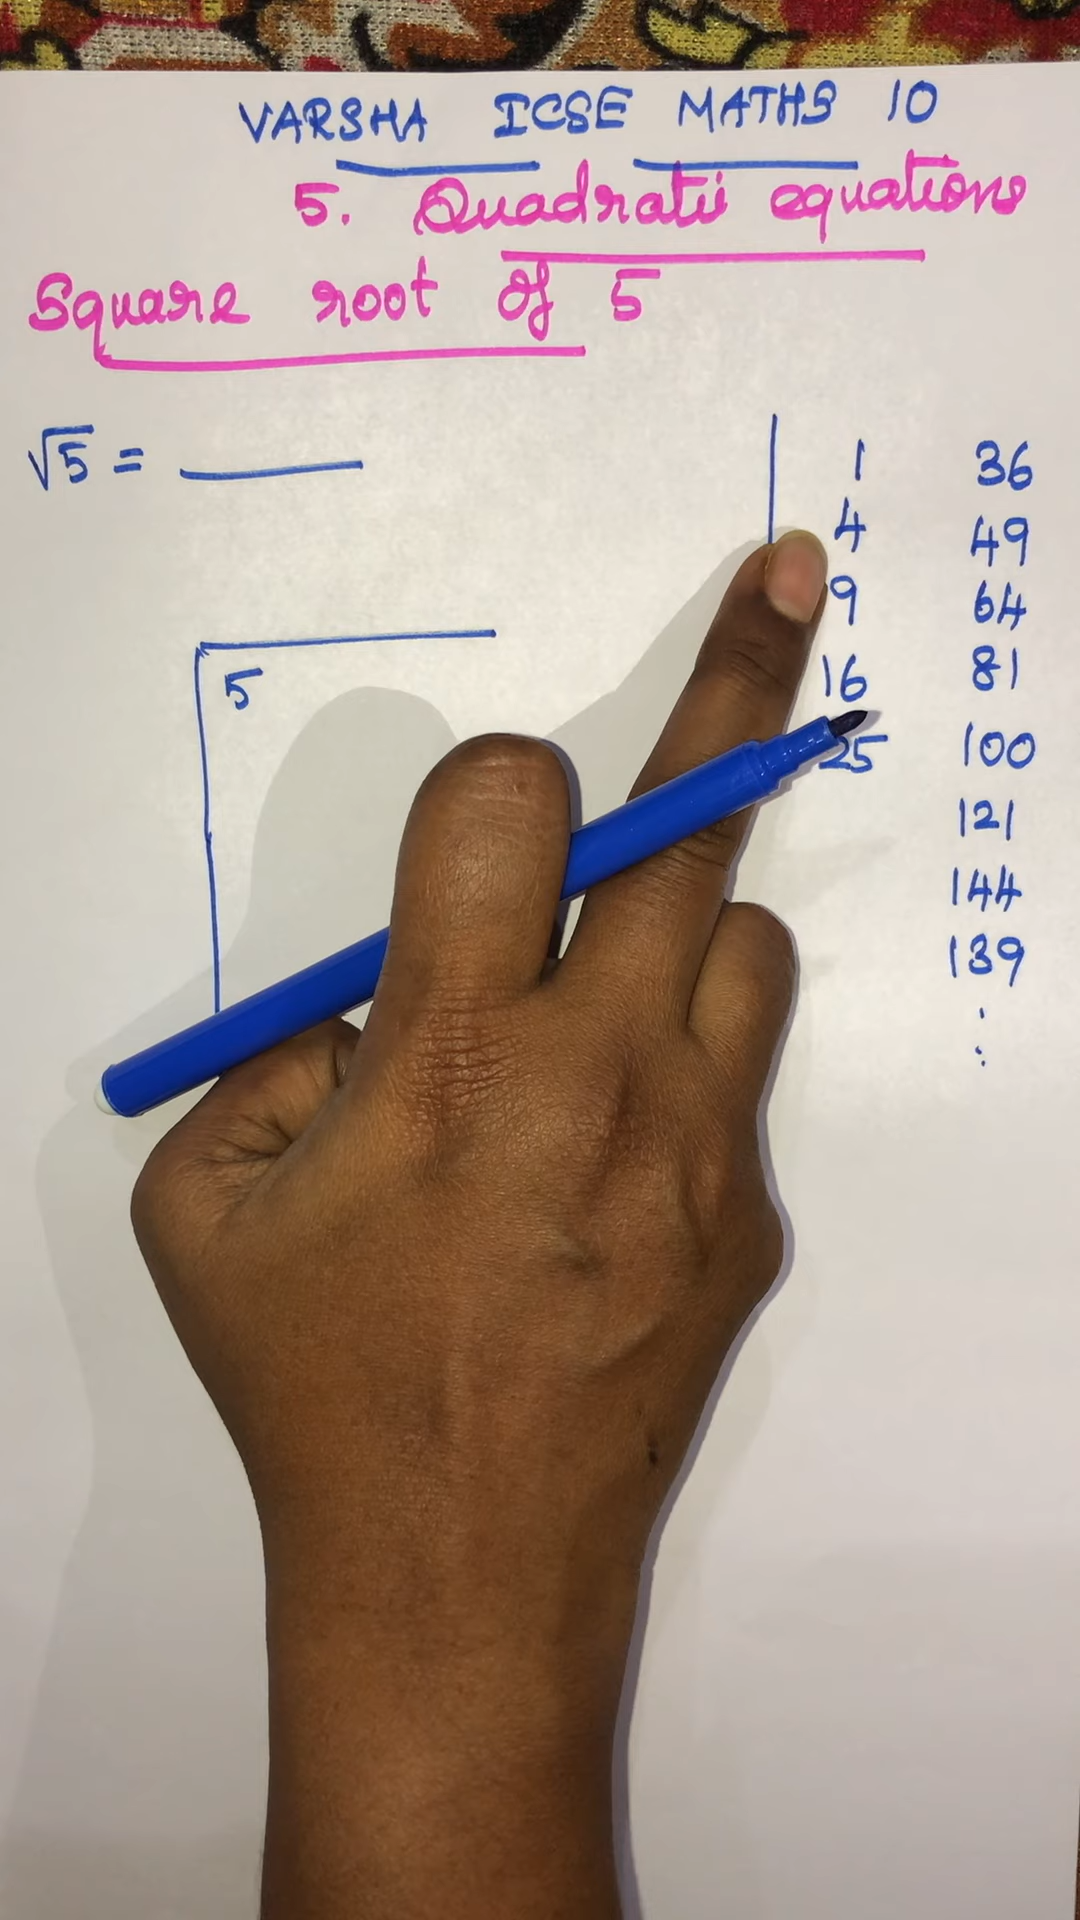 VARSHA ICSE MATHS 10
5. Quadratic equations
Square root of 5
√5 =
1 36
4 49
9 64
16 81
5 25 100
121
144
139